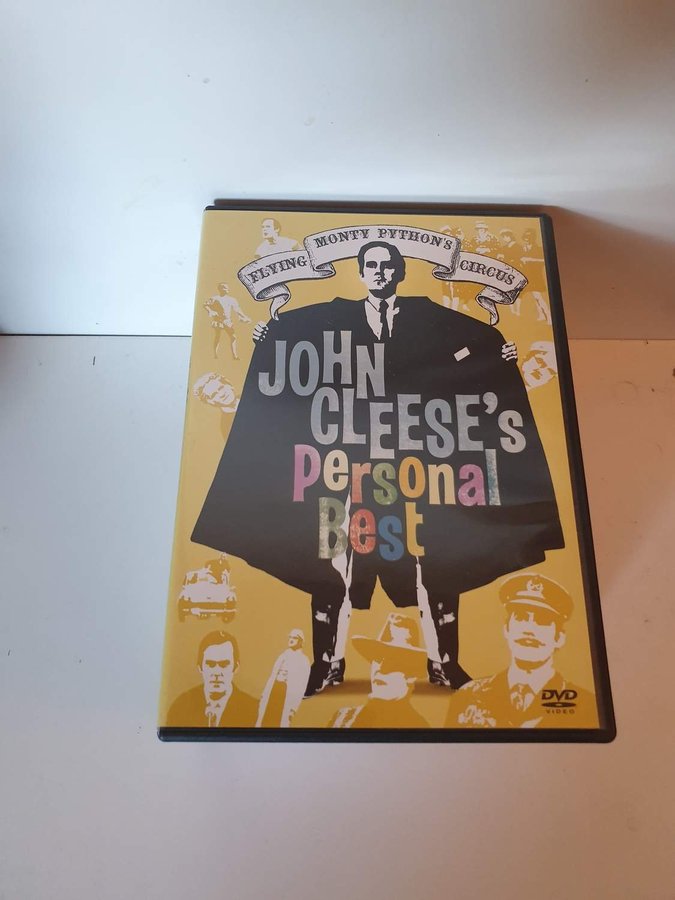 FLYING MONTY PYTHON'S CIRCUS
JOHN
CLEESE's
Personal
Best
DVD
VIDEO